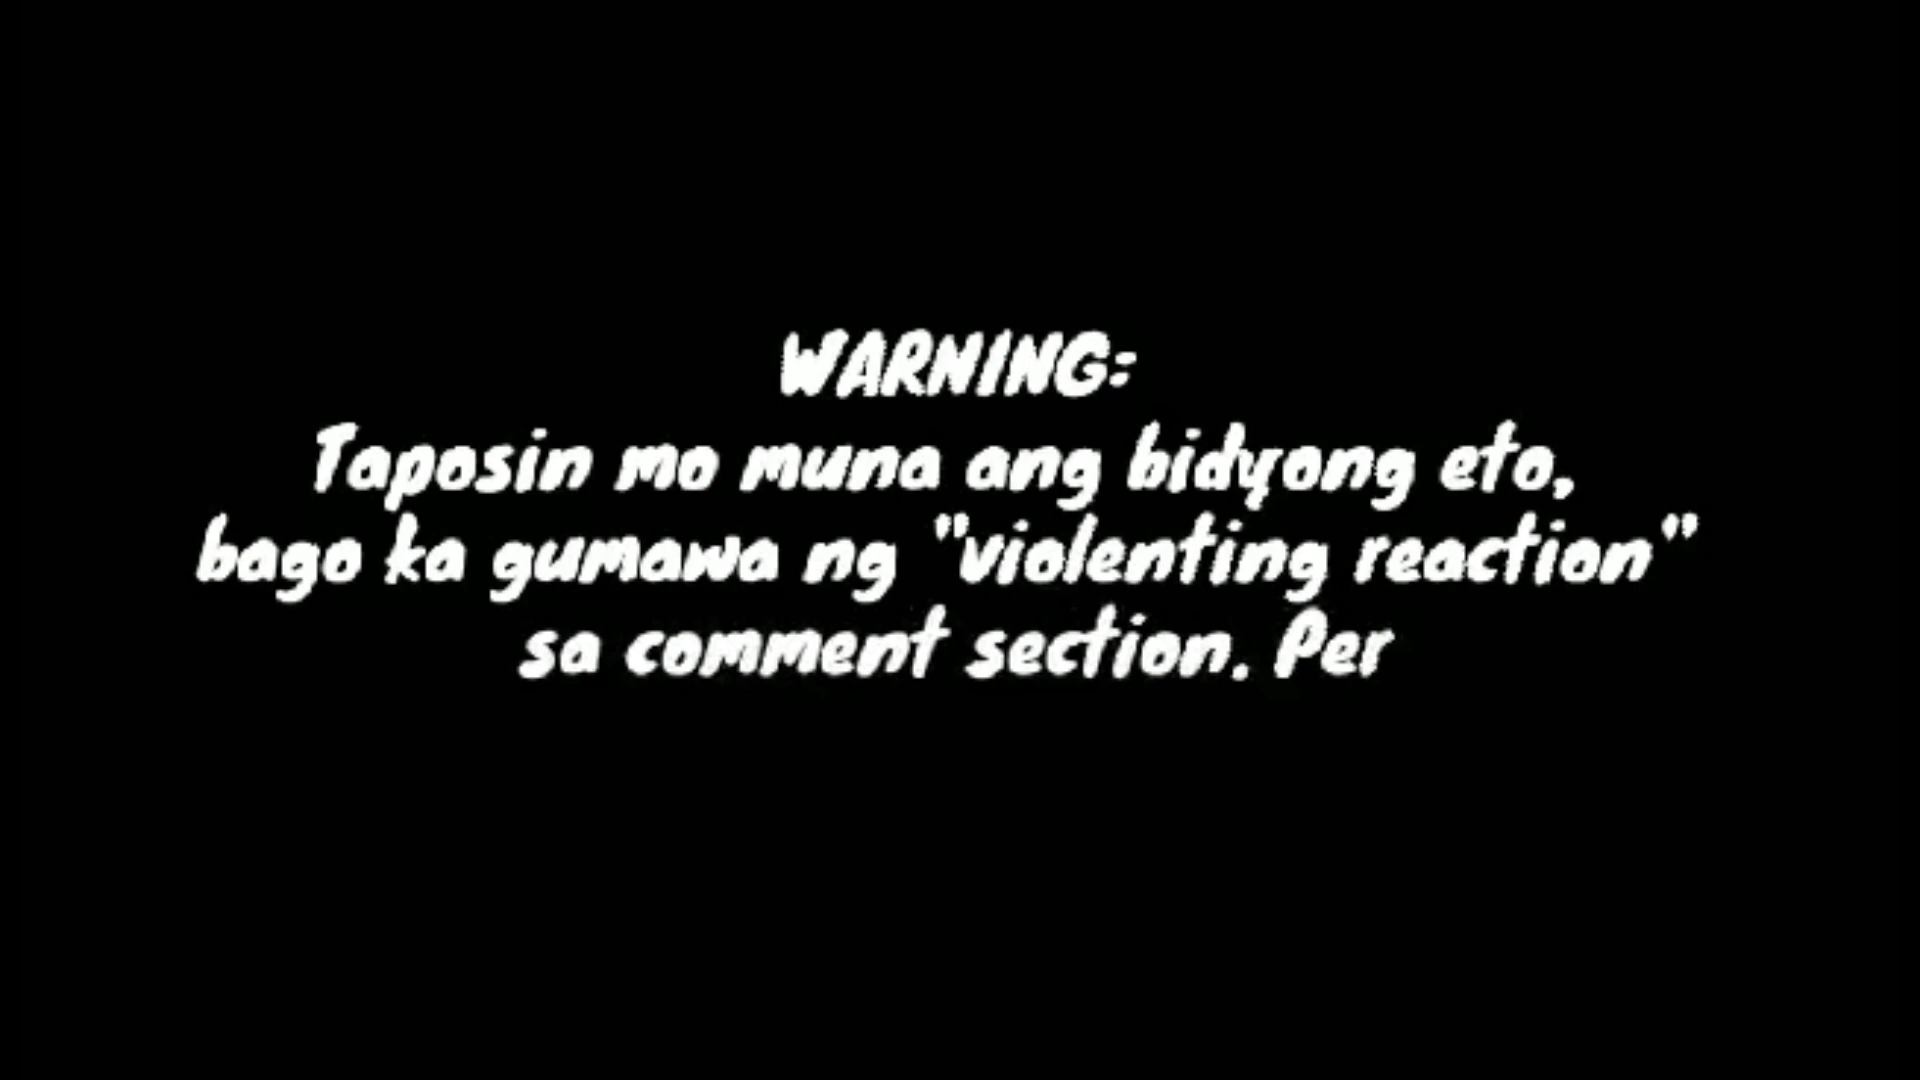 WARNING:
Taposin mo muna ang bidyong eto,
bago ka gumawa ng "violenting reaction"
sa comment section. Per